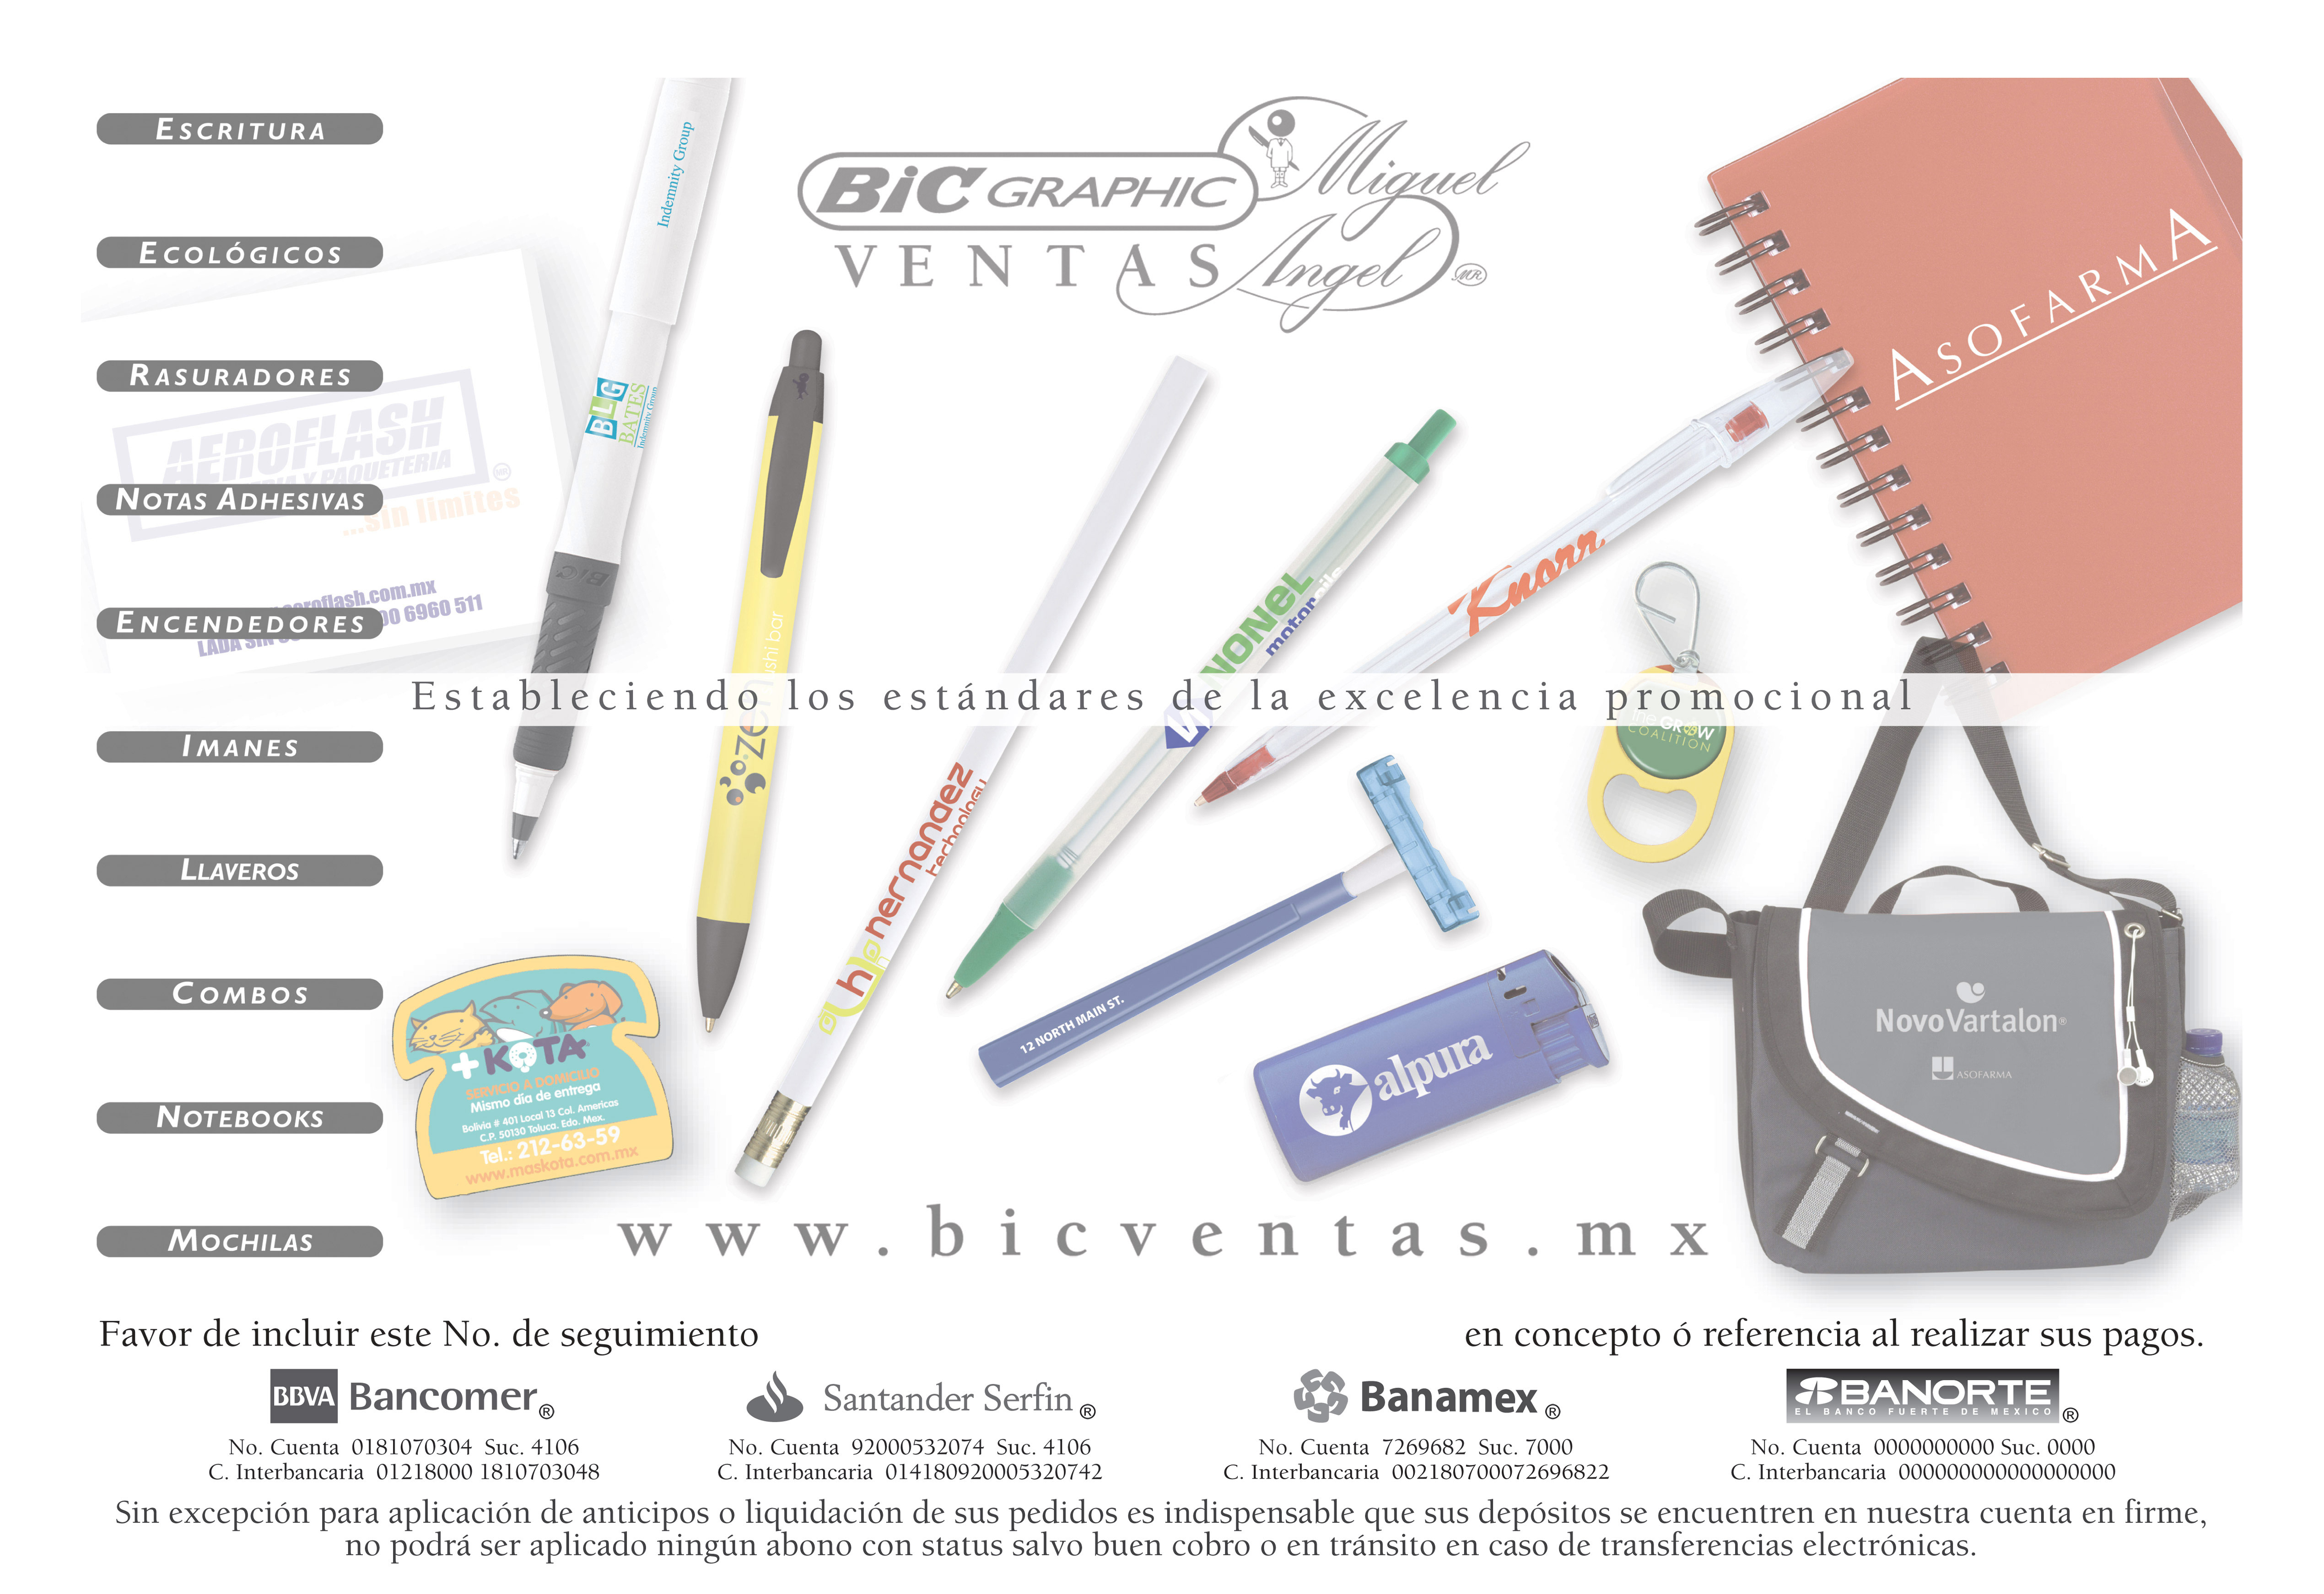 ESCRITURA
ECOLÓGICOS
RASURADORES
NOTAS ADHESIVAS
ENCENDEDORES
IMANES
LLAVEROS
COMBOS
NOTEBOOKS
MOCHILAS
BiC GRAPHIC
Miguel
VENTAS Angel MR
Indemnity Group
BLG
BATES
Indemnity Group
BIC
AEROFLASH
Y PAQUETERIA MR
...sin limites
aeroflash.com.mx
LADA SIN 00 6960 511
zen sushi bar
hernandez
technology
NONEL
motoroils
Knorr
ASOFARMA
Estableciendo los estándares de la excelencia promocional
the GROW
COALITION
12 NORTH MAIN ST.
alpura
NovoVartalon®
ASOFARMA
+KOTA
SERVICIO A DOMICILIO
Mismo día de entrega
Bolivia # 401 Local 13 Col. Americas
C.P. 50130 Toluca. Edo. Mex.
Tel.: 212-63-59
www.maskota.com.mx
www.bicventas.mx
Favor de incluir este No. de seguimiento en concepto ó referencia al realizar sus pagos.
BBVA Bancomer ®
No. Cuenta 0181070304 Suc. 4106
C. Interbancaria 01218000 1810703048
Santander Serfin ®
No. Cuenta 92000532074 Suc. 4106
C. Interbancaria 014180920005320742
Banamex ®
No. Cuenta 7269682 Suc. 7000
C. Interbancaria 002180700072696822
BANORTE
EL BANCO FUERTE DE MEXICO ®
No. Cuenta 0000000000 Suc. 0000
C. Interbancaria 000000000000000000
Sin excepción para aplicación de anticipos o liquidación de sus pedidos es indispensable que sus depósitos se encuentren en nuestra cuenta en firme,
no podrá ser aplicado ningún abono con status salvo buen cobro o en tránsito en caso de transferencias electrónicas.